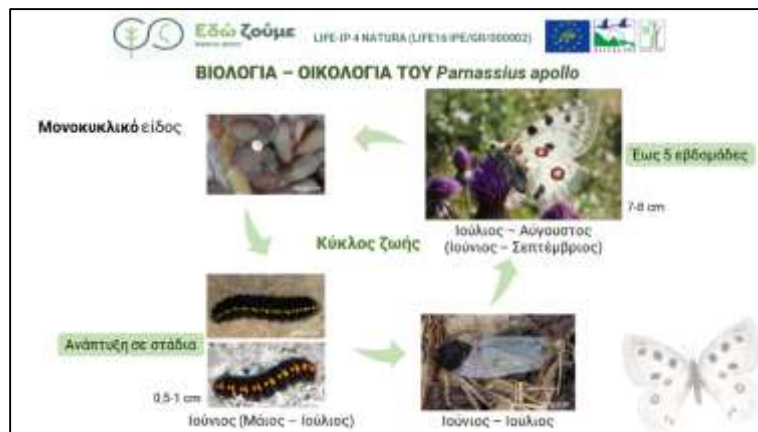 Εδώ ζούμε
LIFE-IP 4 NATURA (LIFE16 IPE/GR/000002)
ΒΙΟΛΟΓΙΑ – ΟΙΚΟΛΟΓΙΑ ΤΟΥ Parnassius apollo
Μονοκυκλικό είδος
Έως 5 εβδομάδες
7-8 cm
Ιούλιος – Αύγουστος
(Ιούνιος – Σεπτέμβριος)
Κύκλος ζωής
Ανάπτυξη σε στάδια
0,5-1 cm
Ιούνιος (Μάιος – Ιούλιος)
Ιούνιος – Ιούλιος